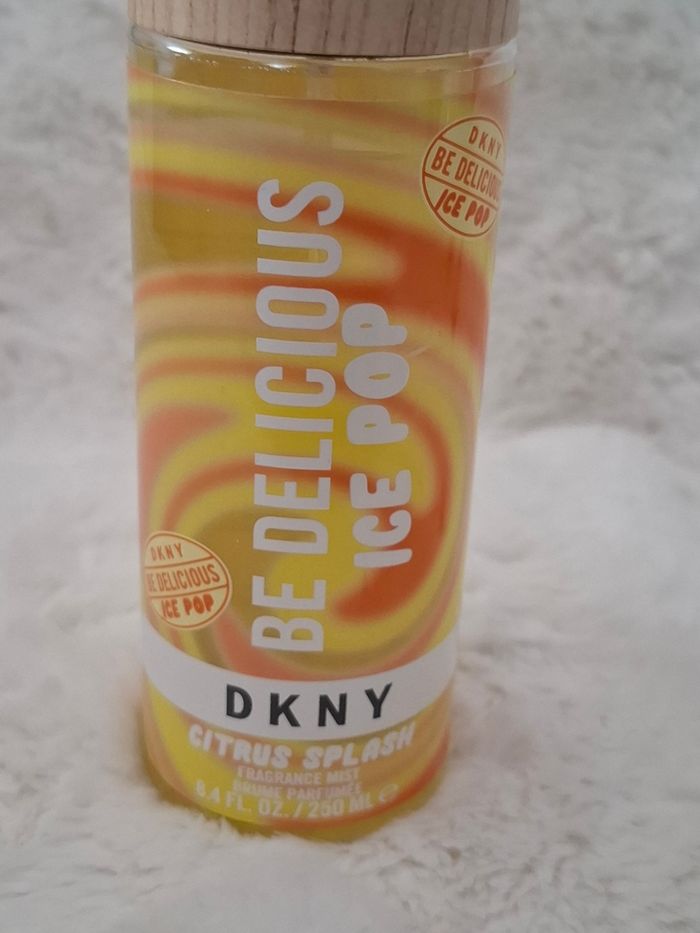 DKNY
BE DELICIOUS
ICE POP
BE DELICIOUS
ICE POP
DKNY
BE DELICIOUS
ICE POP
DKNY
CITRUS SPLASH
FRAGRANCE MIST
BRUME PARFUMÉE
8.4 FL. OZ. / 250 ML ℮